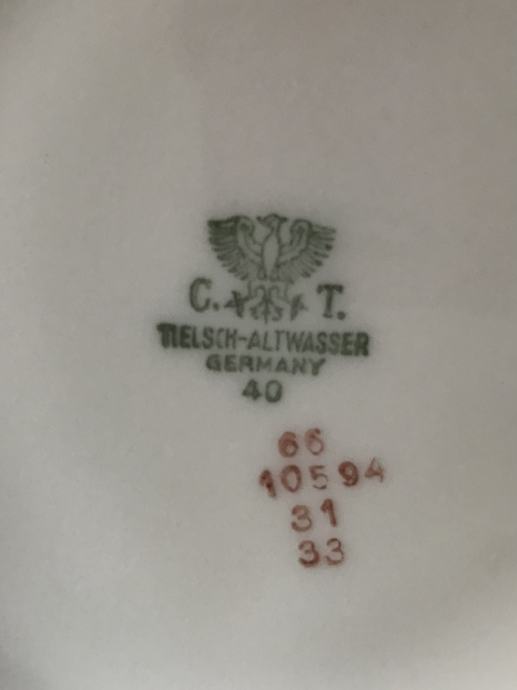 C. T.
TIELSCH-ALTWASSER
GERMANY
40
66
10594
31
33